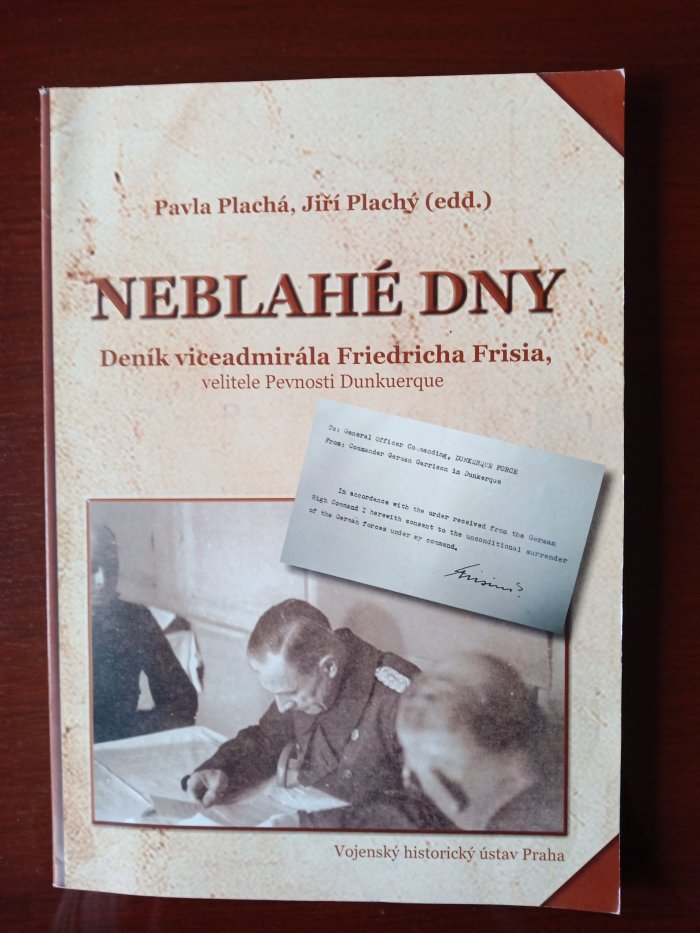 Pavla Plachá, Jiří Plachý (edd.)
NEBLAHÉ DNY
Deník viceadmirála Friedricha Frisia,
velitele Pevnosti Dunkuerque
To: General Officer Commanding, DUNKERQUE FORCE
From: Commander German Garrison in Dunkerque
In accordance with the order received from the German
High Command I herewith consent to the unconditional surrender
of the German forces under my command.
Frisius
Vojenský historický ústav Praha